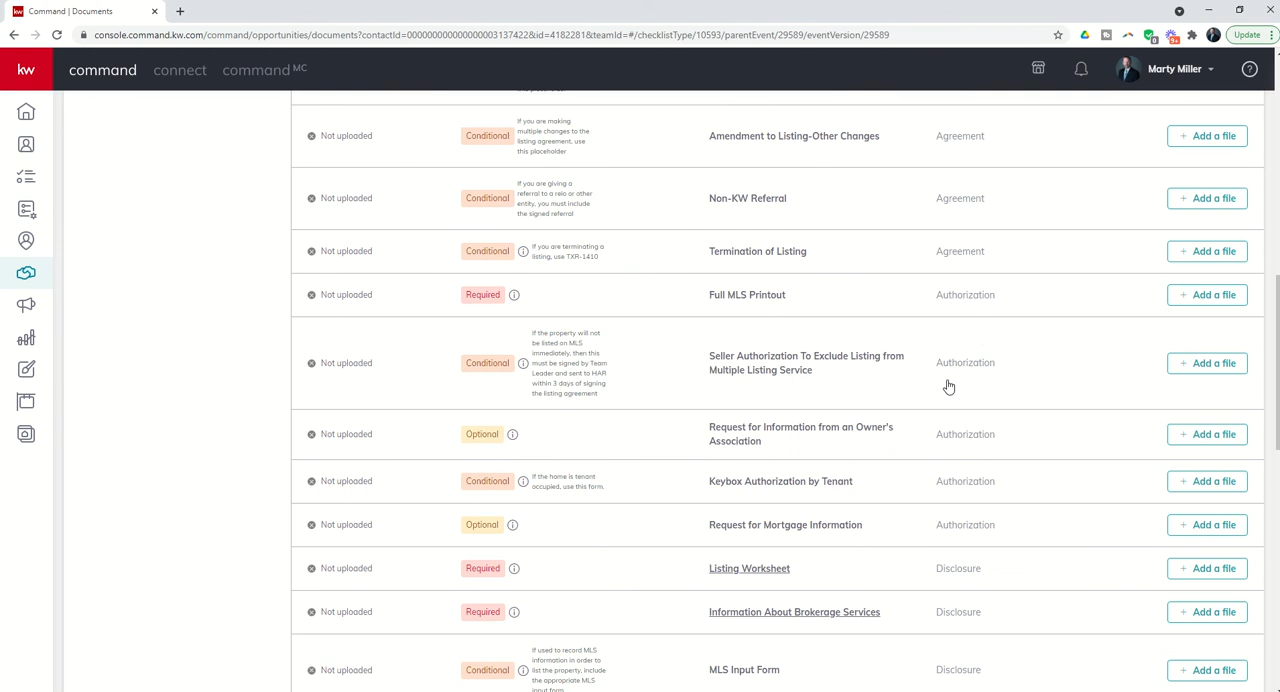 kw Command | Documents
console.command.kw.com/command/opportunities/documents?contactId=0000000000000003137422&id=4182281&teamId=#/checklistType/10593/parentEvent/29589/eventVersion/29589
Update
kw command connect command MC
Marty Miller
Not uploaded Conditional
If you are making
multiple changes to the
listing agreement, use
this placeholder
Amendment to Listing-Other Changes Agreement + Add a file
Not uploaded Conditional
If you are giving a
referral to a relo or other
entity, you must include
the signed referral
Non-KW Referral Agreement + Add a file
Not uploaded Conditional
If you are terminating a
listing, use TXR-1410
Termination of Listing Agreement + Add a file
Not uploaded Required Full MLS Printout Authorization + Add a file
Not uploaded Conditional
If the property will not
be listed on MLS
immediately, then this
must be signed by Team
Leader and sent to HAR
within 3 days of signing
the listing agreement
Seller Authorization To Exclude Listing from
Multiple Listing Service
Authorization + Add a file
Not uploaded Optional
Request for Information from an Owner's
Association
Authorization + Add a file
Not uploaded Conditional
If the home is tenant
occupied, use this form.
Keybox Authorization by Tenant Authorization + Add a file
Not uploaded Optional Request for Mortgage Information Authorization + Add a file
Not uploaded Required Listing Worksheet Disclosure + Add a file
Not uploaded Required Information About Brokerage Services Disclosure + Add a file
Not uploaded Conditional
If used to record MLS
information in order to
list the property, include
the appropriate MLS
input form
MLS Input Form Disclosure + Add a file